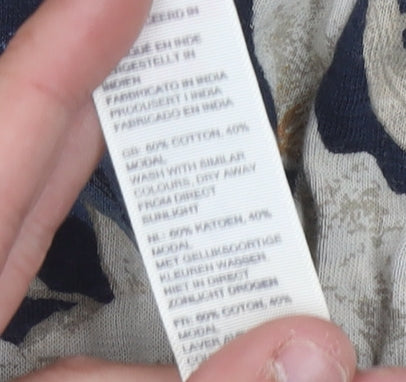 PRODUCEERD IN
FABRIQUÉ EN INDE
HERGESTELLT IN
INDIEN
FABBRICATO IN INDIA
PRODUSERT I INDIA
FABRICADO EN INDIA
GB: 60% COTTON, 40%
MODAL
WASH WITH SIMILAR
COLOURS, DRY AWAY
FROM DIRECT
SUNLIGHT
NL: 60% KATOEN, 40%
MODAL
MET GELIJKSOORTIGE
KLEUREN WASSEN
NIET IN DIRECT
ZONLICHT DROGEN
FR: 60% COTON, 40%
MODAL
LAVER